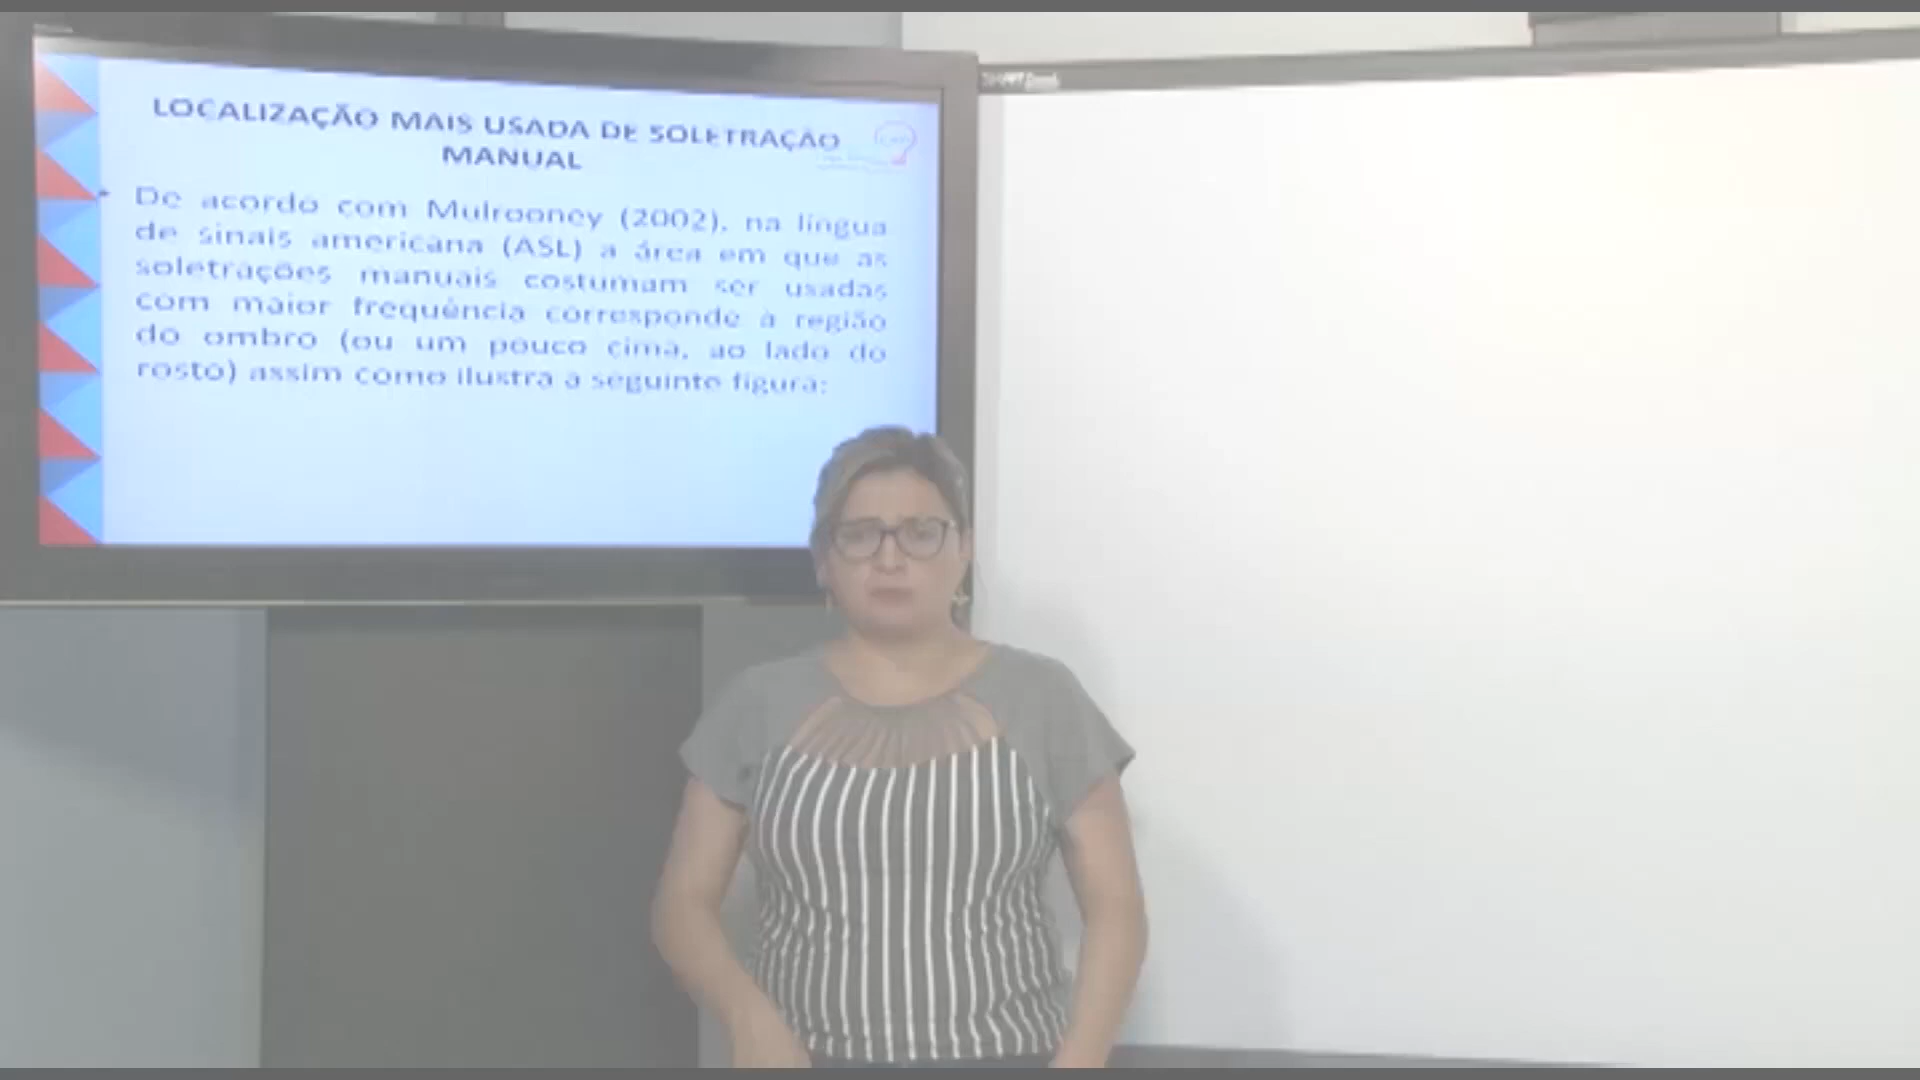 LOCALIZAÇÃO MAIS USADA DE SOLETRAÇÃO
MANUAL
De acordo com Mulrooney (2002), na língua
de sinais americana (ASL) a área em que as
soletrações manuais costumam ser usadas
com maior frequência corresponde à região
do ombro (ou um pouco cima, ao lado do
rosto) assim como ilustra a seguinte figura: